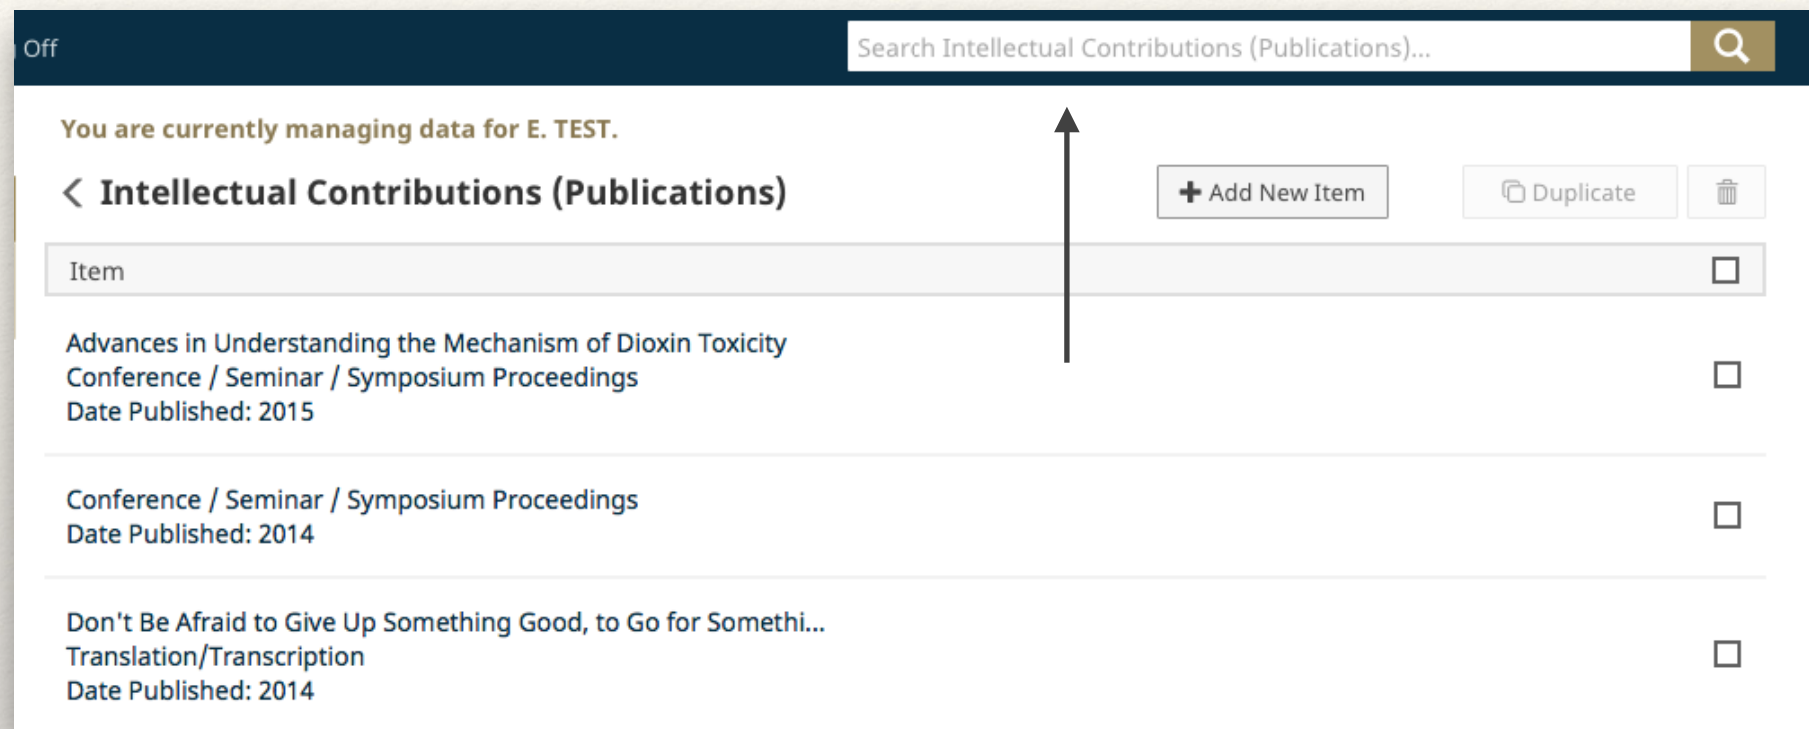 Off
Search Intellectual Contributions (Publications)...
You are currently managing data for E. TEST.
Intellectual Contributions (Publications)
Add New Item
Duplicate
Item
Advances in Understanding the Mechanism of Dioxin Toxicity
Conference / Seminar / Symposium Proceedings
Date Published: 2015
Conference / Seminar / Symposium Proceedings
Date Published: 2014
Don't Be Afraid to Give Up Something Good, to Go for Somethi...
Translation/Transcription
Date Published: 2014